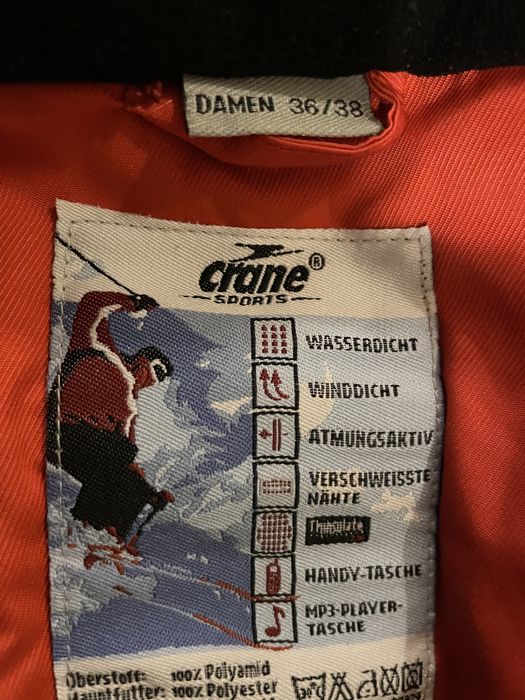 DAMEN 36/38
crane®
SPORTS
WASSERDICHT
WINDDICHT
ATMUNGSAKTIV
VERSCHWEISSTE
NÄHTE
Thinsulate
HANDY-TASCHE
MP3-PLAYER-
TASCHE
Oberstoff: 100% Polyamid
Hauptfutter: 100% Polyester